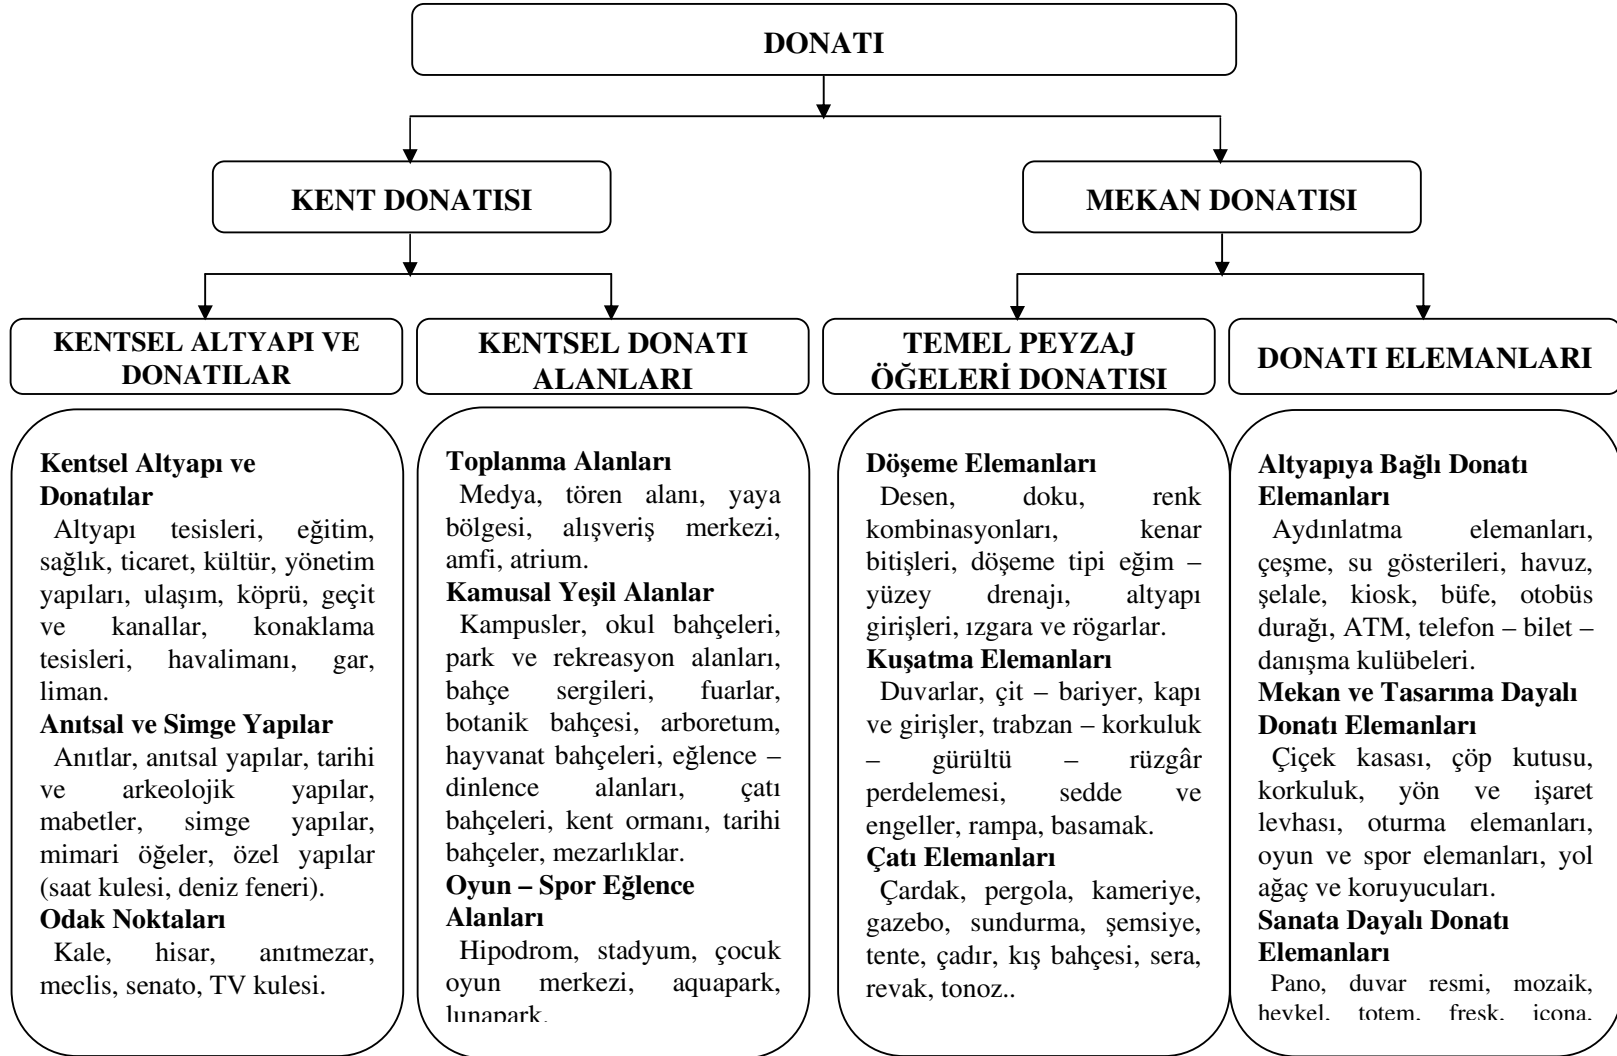 DONATI
KENT DONATISI
MEKAN DONATISI
KENTSEL ALTYAPI VE
DONATILAR
KENTSEL DONATI
ALANLARI
TEMEL PEYZAJ
ÖĞELERİ DONATISI
DONATI ELEMANLARI
Kentsel Altyapı ve
Donatılar
Altyapı tesisleri, eğitim,
sağlık, ticaret, kültür, yönetim
yapıları, ulaşım, köprü, geçit
ve kanallar, konaklama
tesisleri, havalimanı, gar,
liman.
Anıtsal ve Simge Yapılar
Anıtlar, anıtsal yapılar, tarihi
ve arkeolojik yapılar,
mabetler, simge yapılar,
mimari öğeler, özel yapılar
(saat kulesi, deniz feneri).
Odak Noktaları
Kale, hisar, anıtmezar,
meclis, senato, TV kulesi.
Toplanma Alanları
Medya, tören alanı, yaya
bölgesi, alışveriş merkezi,
amfi, atrium.
Kamusal Yeşil Alanlar
Kampusler, okul bahçeleri,
park ve rekreasyon alanları,
bahçe sergileri, fuarlar,
botanik bahçesi, arboretum,
hayvanat bahçeleri, eğlence –
dinlence alanları, çatı
bahçeleri, kent ormanı, tarihi
bahçeler, mezarlıklar.
Oyun – Spor Eğlence
Alanları
Hipodrom, stadyum, çocuk
oyun merkezi, aquapark,
lunapark.
Döşeme Elemanları
Desen, doku, renk
kombinasyonları, kenar
bitişleri, döşeme tipi eğim –
yüzey drenajı, altyapı
girişleri, ızgara ve rögarlar.
Kuşatma Elemanları
Duvarlar, çit – bariyer, kapı
ve girişler, trabzan – korkuluk
– gürültü – rüzgâr
perdelemesi, sedde ve
engeller, rampa, basamak.
Çatı Elemanları
Çardak, pergola, kameriye,
gazebo, sundurma, şemsiye,
tente, çadır, kış bahçesi, sera,
revak, tonoz..
Altyapıya Bağlı Donatı
Elemanları
Aydınlatma elemanları,
çeşme, su gösterileri, havuz,
şelale, kiosk, büfe, otobüs
durağı, ATM, telefon – bilet –
danışma kulübeleri.
Mekan ve Tasarıma Dayalı
Donatı Elemanları
Çiçek kasası, çöp kutusu,
korkuluk, yön ve işaret
levhası, oturma elemanları,
oyun ve spor elemanları, yol
ağaç ve koruyucuları.
Sanata Dayalı Donatı
Elemanları
Pano, duvar resmi, mozaik,
heykel, totem, fresk, icona,